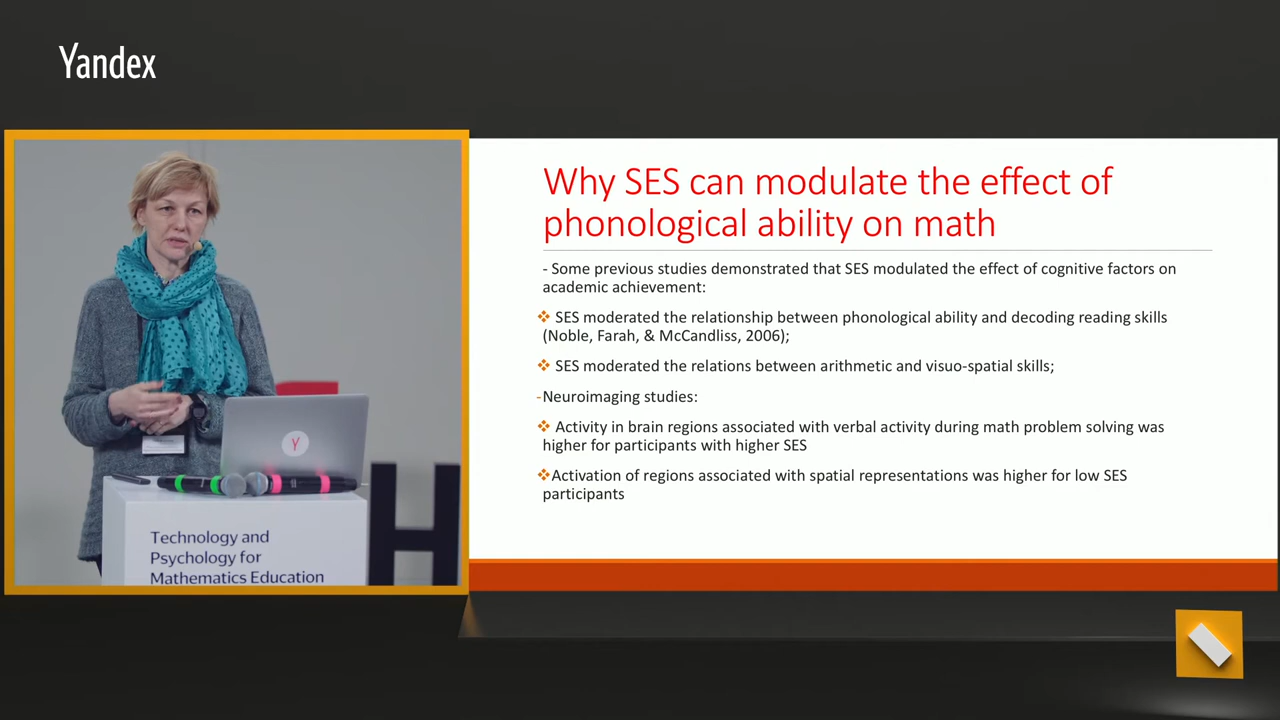 Yandex
Why SES can modulate the effect of
phonological ability on math
- Some previous studies demonstrated that SES modulated the effect of cognitive factors on
academic achievement:
❖ SES moderated the relationship between phonological ability and decoding reading skills
(Noble, Farah, & McCandliss, 2006);
❖ SES moderated the relations between arithmetic and visuo-spatial skills;
-Neuroimaging studies:
❖ Activity in brain regions associated with verbal activity during math problem solving was
higher for participants with higher SES
❖Activation of regions associated with spatial representations was higher for low SES
participants
Y
H
Technology and
Psychology for
Mathematics Education